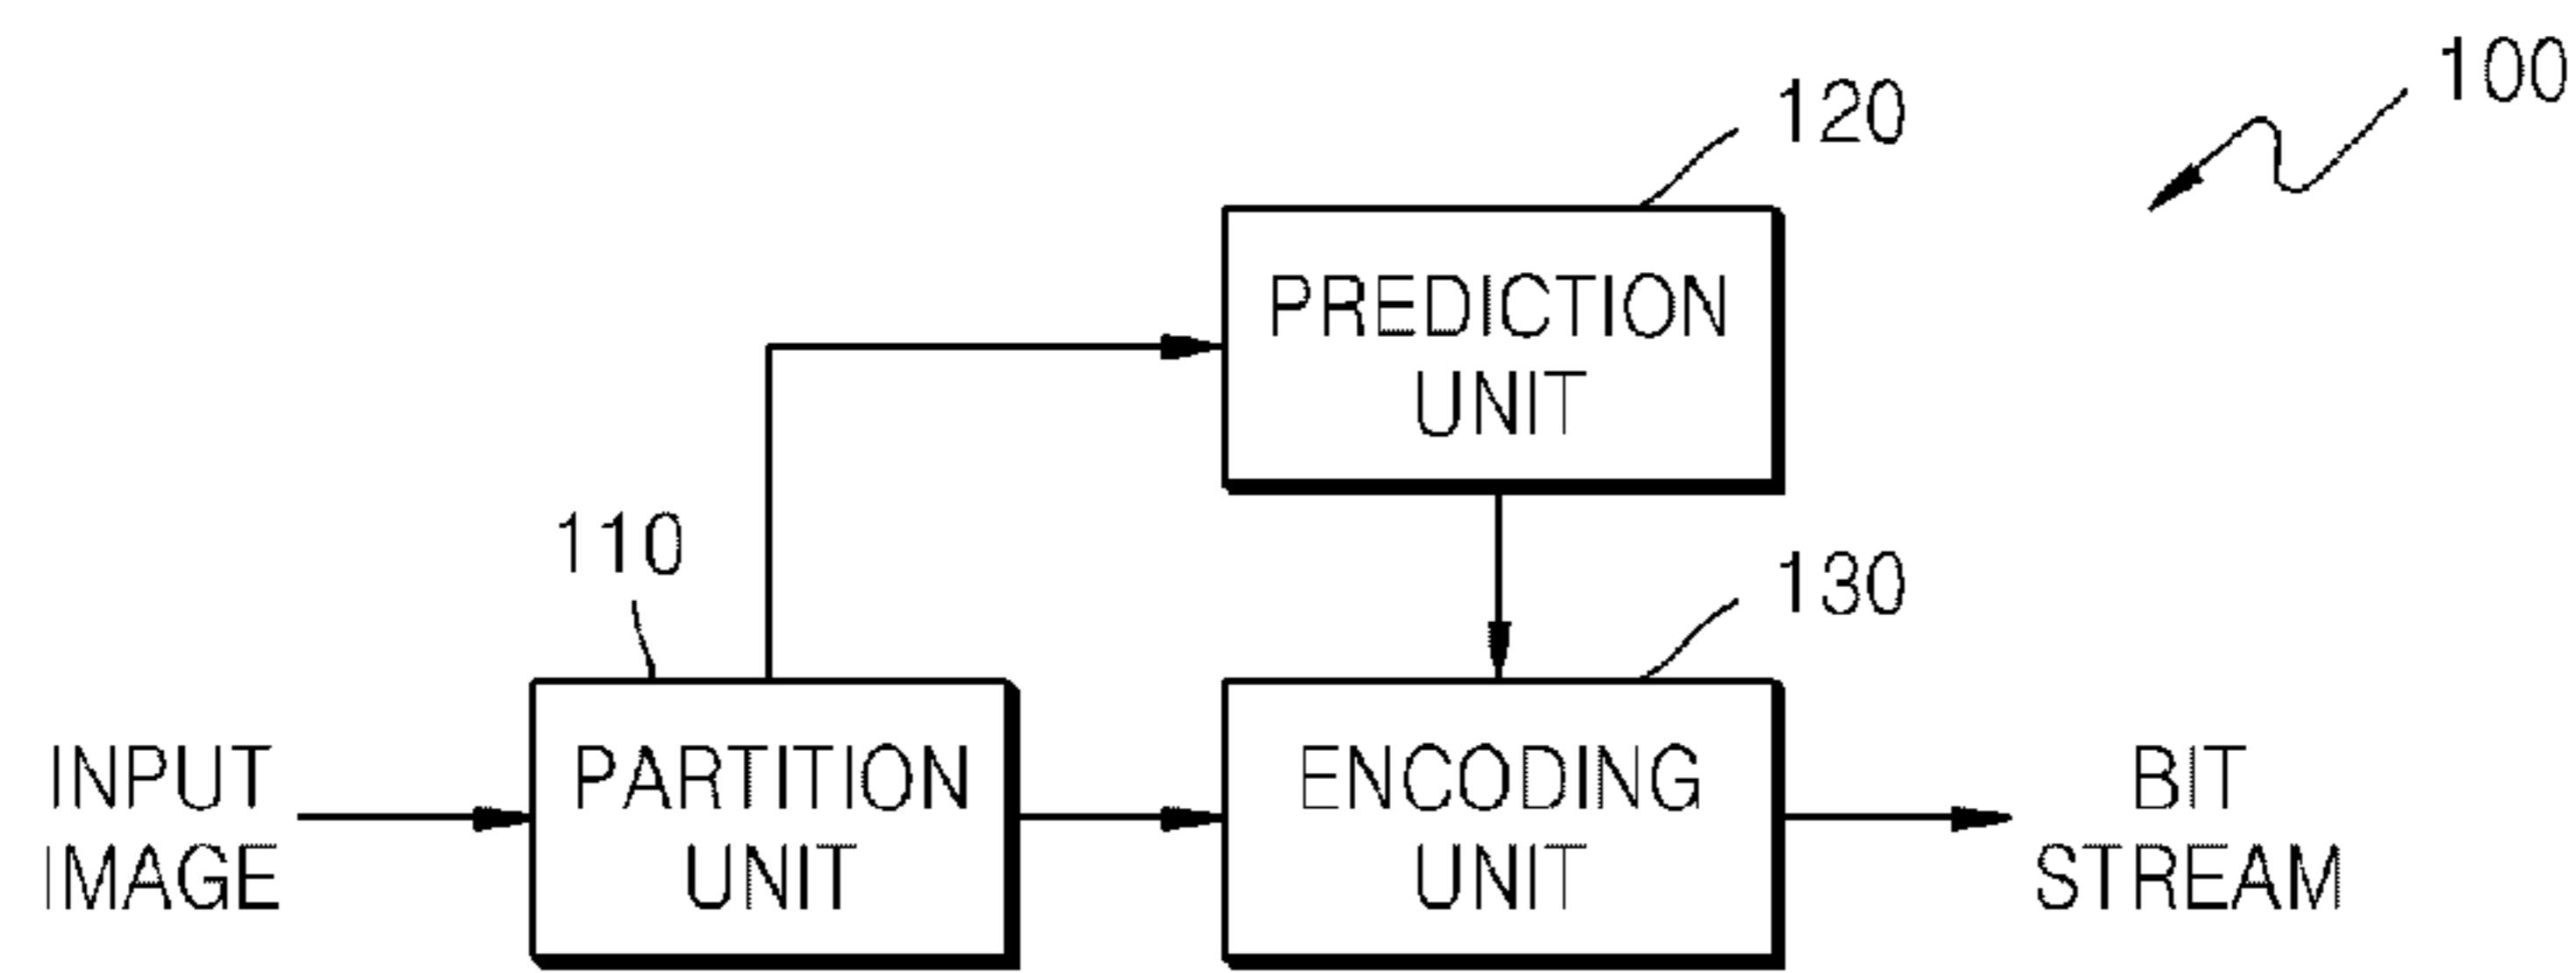 100
120
PREDICTION
UNIT
110
130
INPUT
IMAGE
PARTITION
UNIT
ENCODING
UNIT
BIT
STREAM